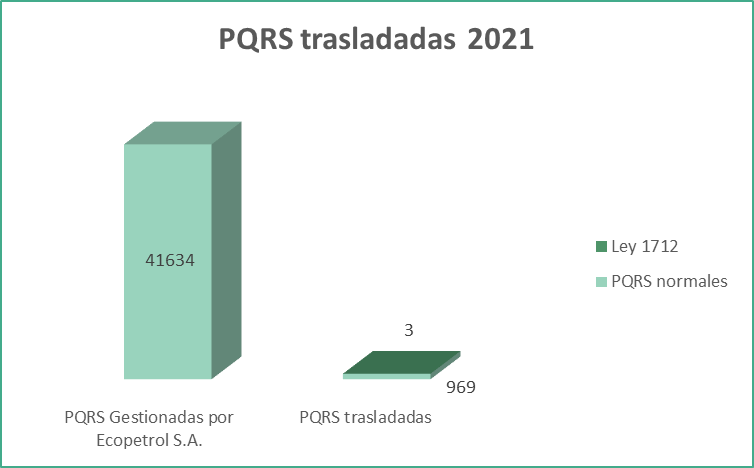 PQRS trasladadas 2021
41634
3
969
PQRS Gestionadas por
Ecopetrol S.A.
PQRS trasladadas
Ley 1712
PQRS normales